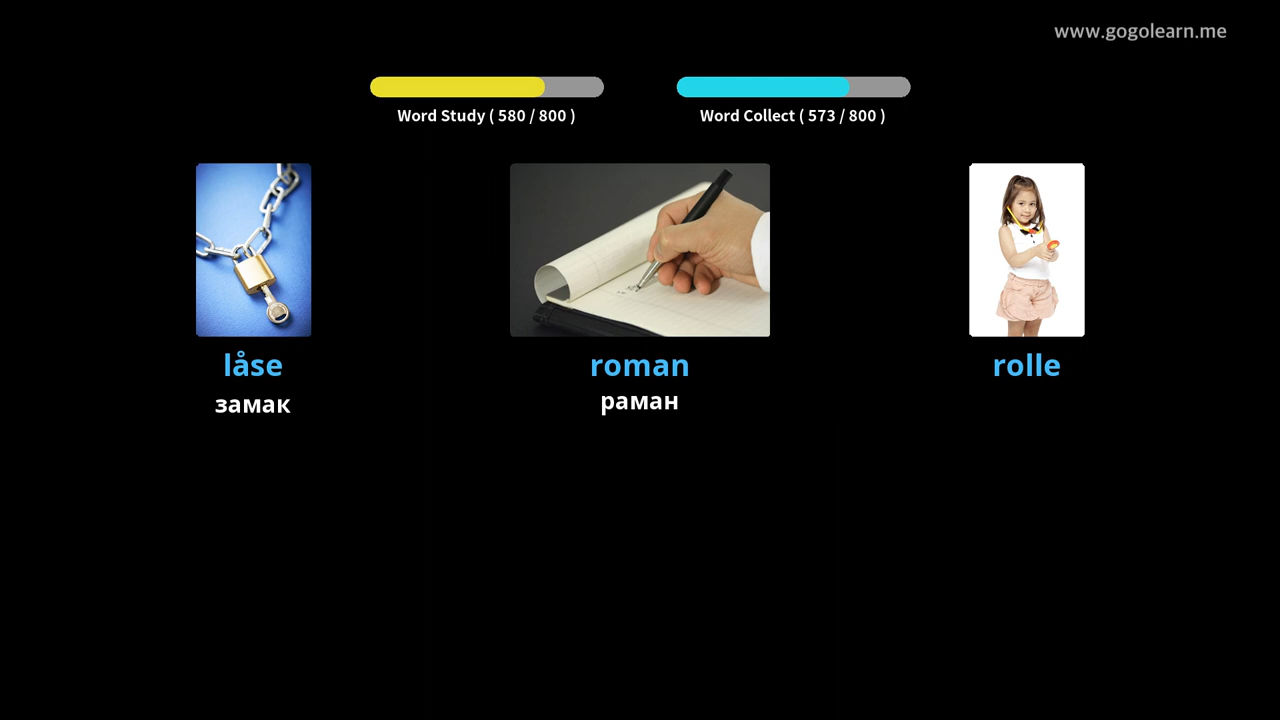 www.gogolearn.me
Word Study ( 580 / 800 )
Word Collect ( 573 / 800 )
låse
roman
rolle
замак
раман